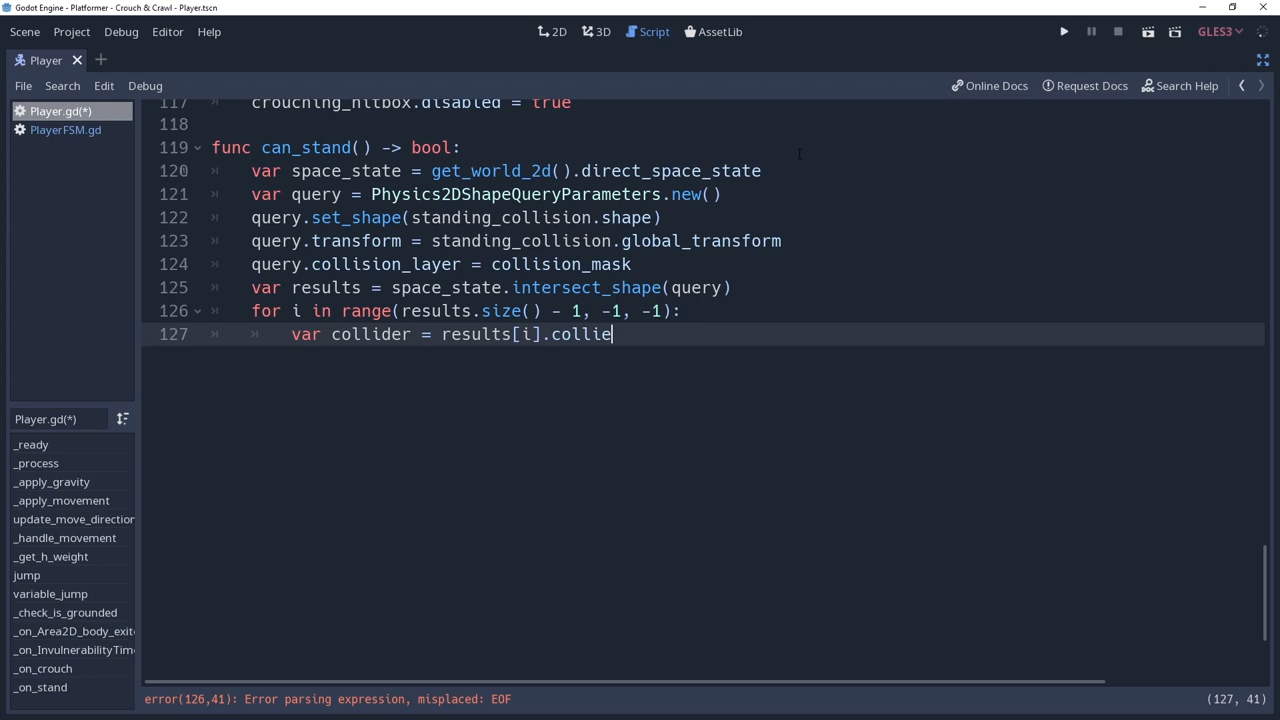 Godot Engine - Platformer - Crouch & Crawl - Player.tscn
Scene Project Debug Editor Help
2D 3D Script AssetLib
GLES3
Player
File Search Edit Debug
Online Docs Request Docs Search Help
Player.gd(*)
PlayerFSM.gd
Player.gd(*)
_ready
_process
_apply_gravity
_apply_movement
update_move_direction
_handle_movement
_get_h_weight
jump
variable_jump
_check_is_grounded
_on_Area2D_body_exit
_on_InvulnerabilityTime
_on_crouch
_on_stand
117 crouching_hitbox.disabled = true
118
119 func can_stand() -> bool:
120 var space_state = get_world_2d().direct_space_state
121 var query = Physics2DShapeQueryParameters.new()
122 query.set_shape(standing_collision.shape)
123 query.transform = standing_collision.global_transform
124 query.collision_layer = collision_mask
125 var results = space_state.intersect_shape(query)
126 for i in range(results.size() - 1, -1, -1):
127 var collider = results[i].collie
error(126,41): Error parsing expression, misplaced: EOF
(127, 41)